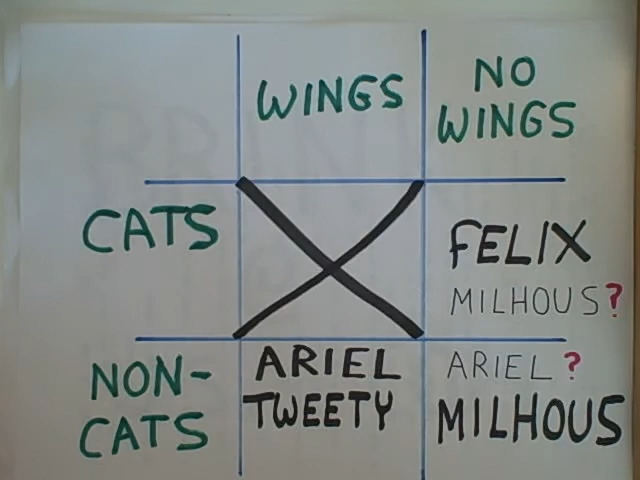 WINGS
NO
WINGS
CATS
FELIX
MILHOUS?
NON-
CATS
ARIEL
TWEETY
ARIEL ?
MILHOUS